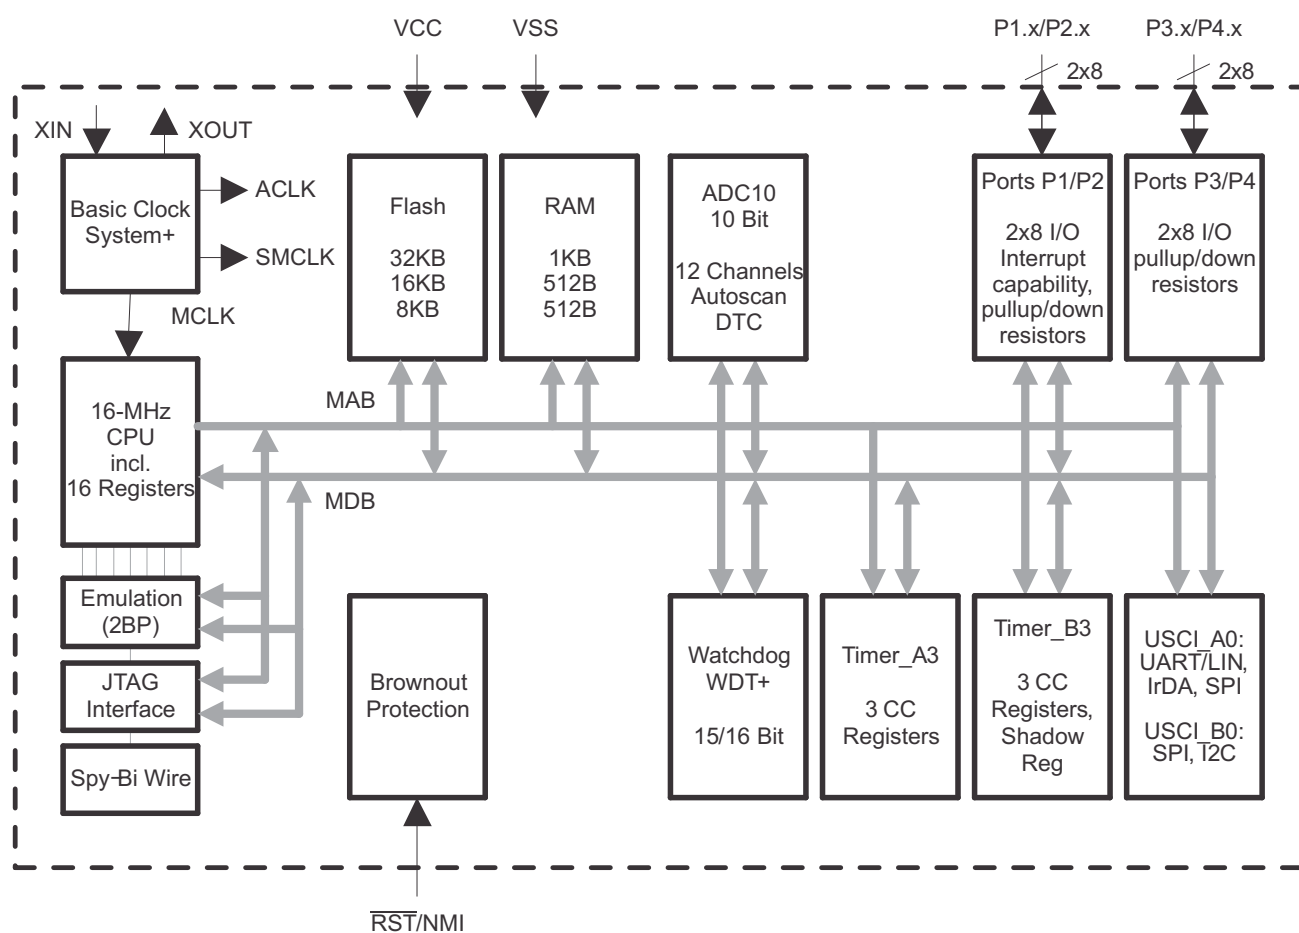 VCC
VSS
P1.x/P2.x
P3.x/P4.x
2x8
2x8
XIN
XOUT
Basic Clock
System+
ACLK
SMCLK
MCLK
Flash
32KB
16KB
8KB
RAM
1KB
512B
512B
ADC10
10 Bit
12 Channels
Autoscan
DTC
Ports P1/P2
2x8 I/O
Interrupt
capability,
pullup/down
resistors
Ports P3/P4
2x8 I/O
pullup/down
resistors
16-MHz
CPU
incl.
16 Registers
MAB
MDB
Emulation
(2BP)
JTAG
Interface
Spy-Bi Wire
Brownout
Protection
Watchdog
WDT+
15/16 Bit
Timer_A3
3 CC
Registers
Timer_B3
3 CC
Registers,
Shadow
Reg
USCI_A0:
UART/LIN,
IrDA, SPI
USCI_B0:
SPI, I2C
RST/NMI